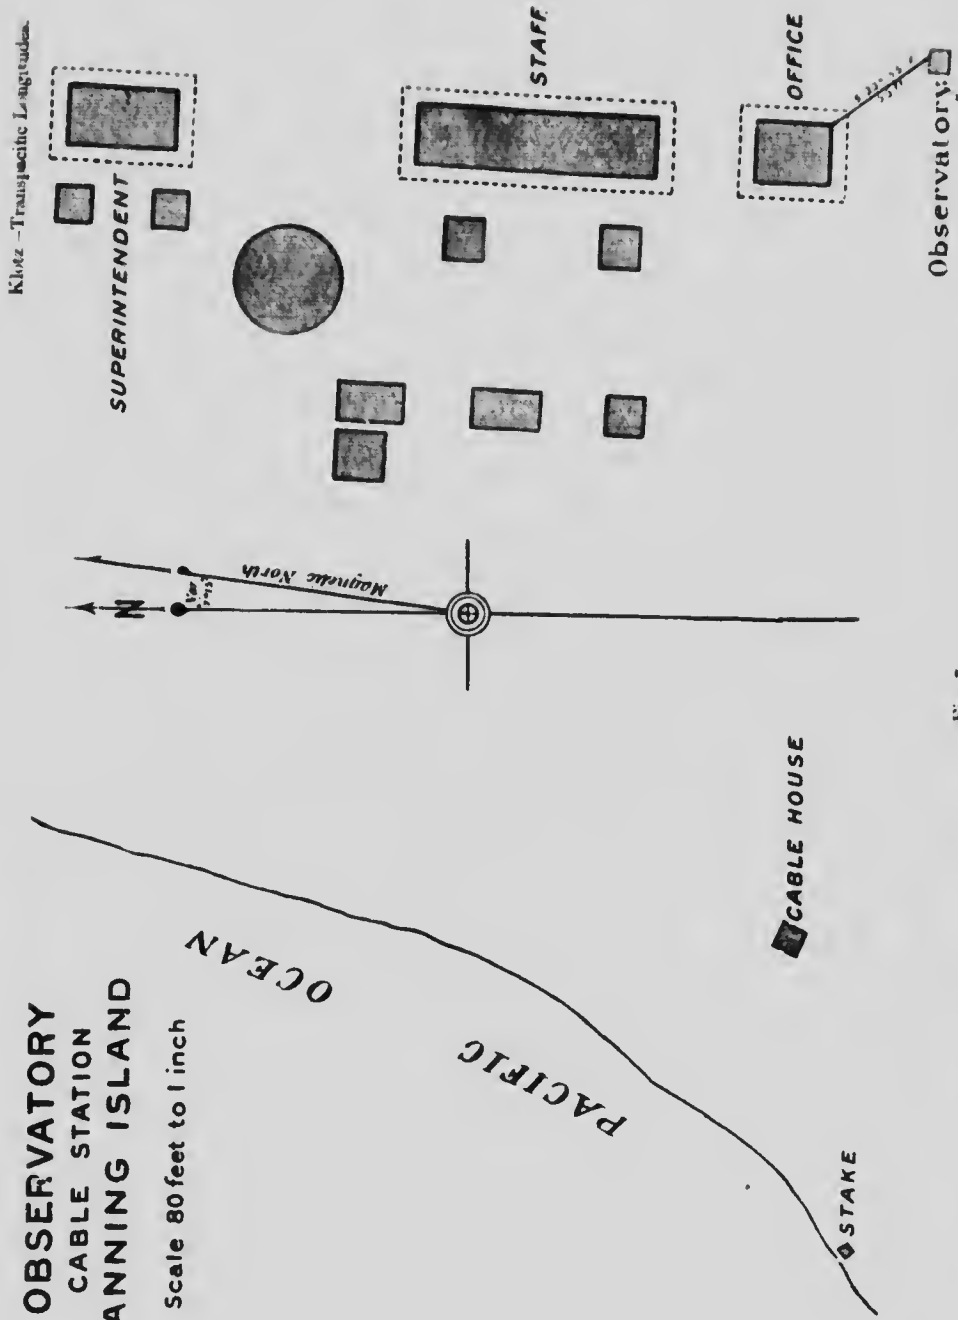 Klotz - Transpacific Longitudes.
OBSERVATORY
CABLE STATION
ANNING ISLAND
Scale 80 feet to 1 inch
SUPERINTENDENT
STAFF
OFFICE
Observatory
N
Var
Magnetic North
PACIFIC
OCEAN
CABLE HOUSE
STAKE